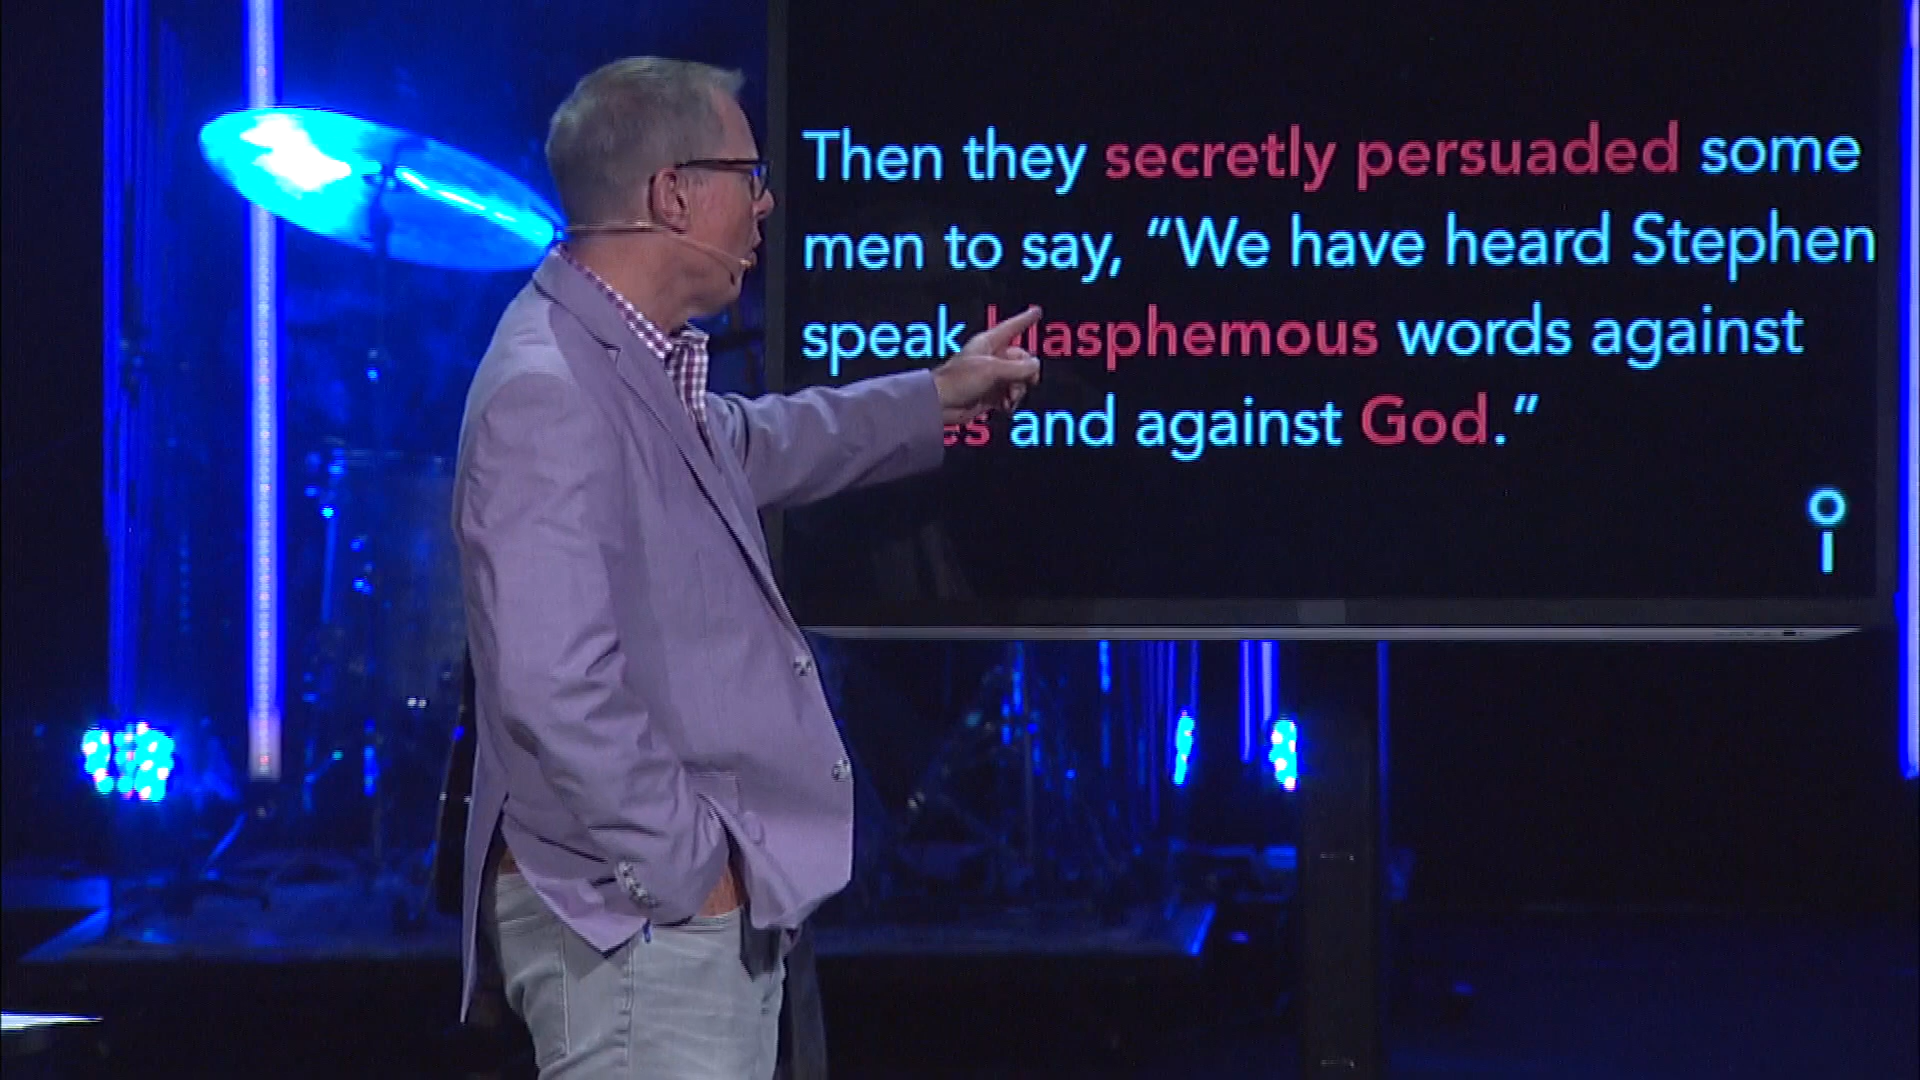 Then they secretly persuaded some
men to say, “We have heard Stephen
speak blasphemous words against
and against God.”